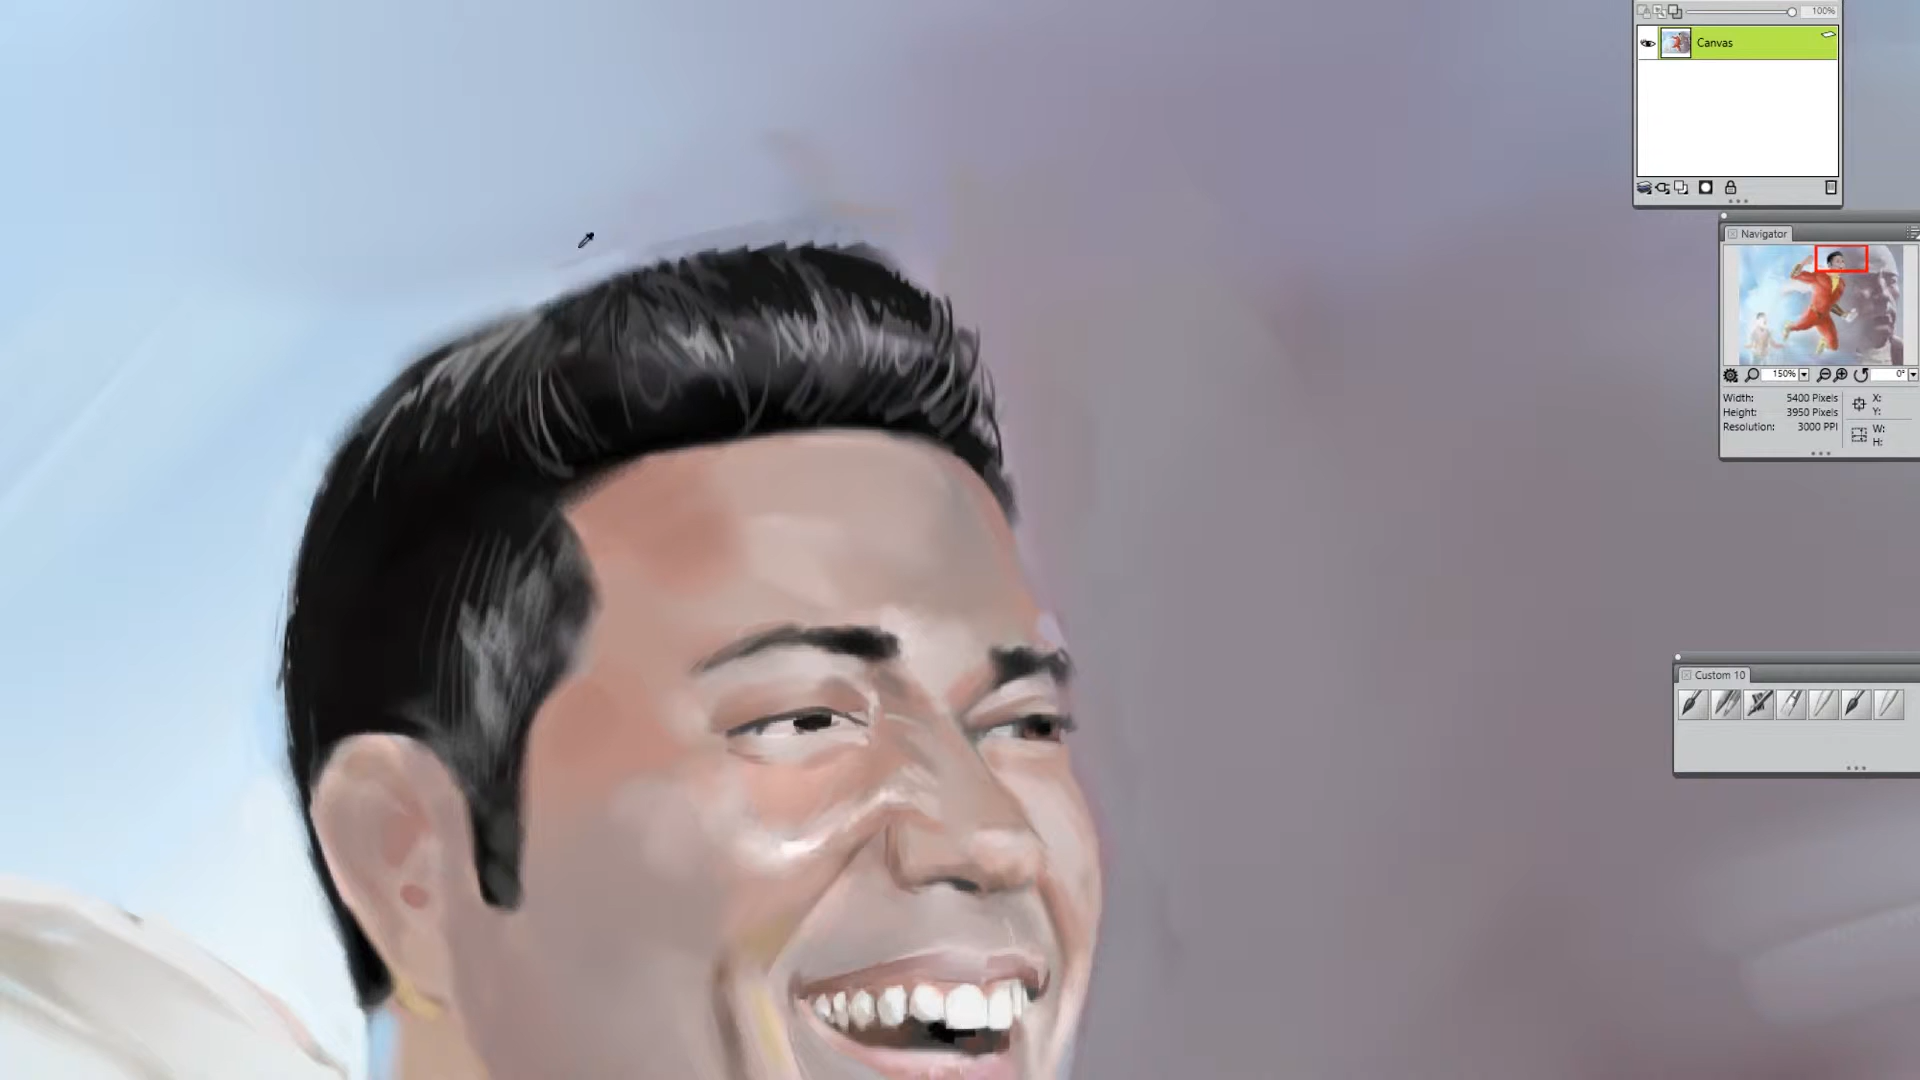 100%
Canvas
Navigator
150%
0°
Width: 5400 Pixels
X:
Height: 3950 Pixels
Y:
Resolution: 3000 PPI
W:
H:
Custom 10